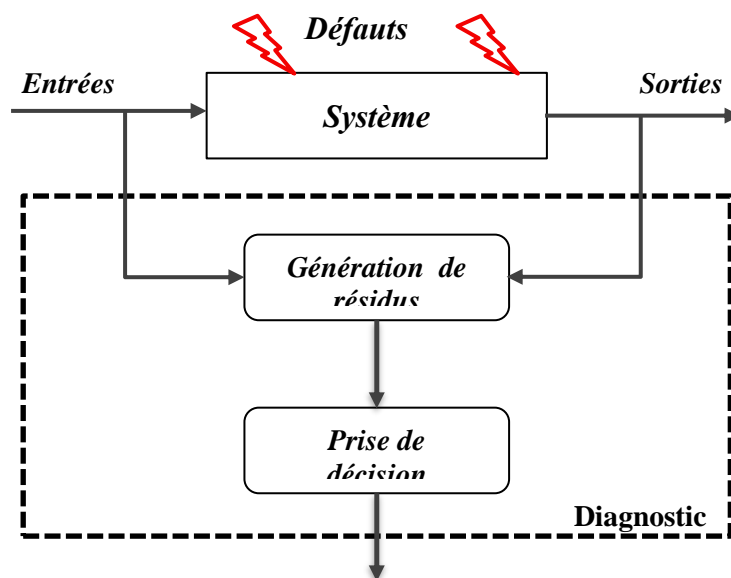 Défauts
Entrées
Système
Sorties
Génération de
résidus
Prise de
décision
Diagnostic